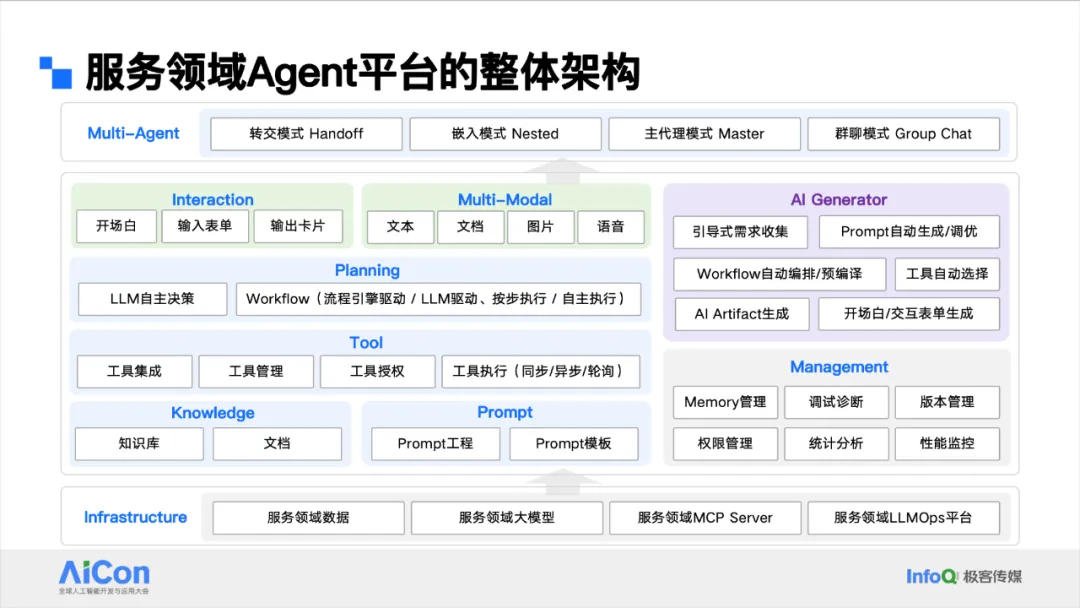 服务领域Agent平台的整体架构
Multi-Agent
转交模式 Handoff
嵌入模式 Nested
主代理模式 Master
群聊模式 Group Chat
Interaction
开场白
输入表单
输出卡片
Multi-Modal
文本
文档
图片
语音
Planning
LLM自主决策
Workflow（流程引擎驱动 / LLM驱动、按步执行 / 自主执行）
Tool
工具集成
工具管理
工具授权
工具执行（同步/异步/轮询）
Knowledge
知识库
文档
Prompt
Prompt工程
Prompt模板
AI Generator
引导式需求收集
Prompt自动生成/调优
Workflow自动编排/预编译
工具自动选择
AI Artifact生成
开场白/交互表单生成
Management
Memory管理
调试诊断
版本管理
权限管理
统计分析
性能监控
Infrastructure
服务领域数据
服务领域大模型
服务领域MCP Server
服务领域LLMOps平台
AiCon
全球人工智能开发与应用大会
InfoQ 极客传媒